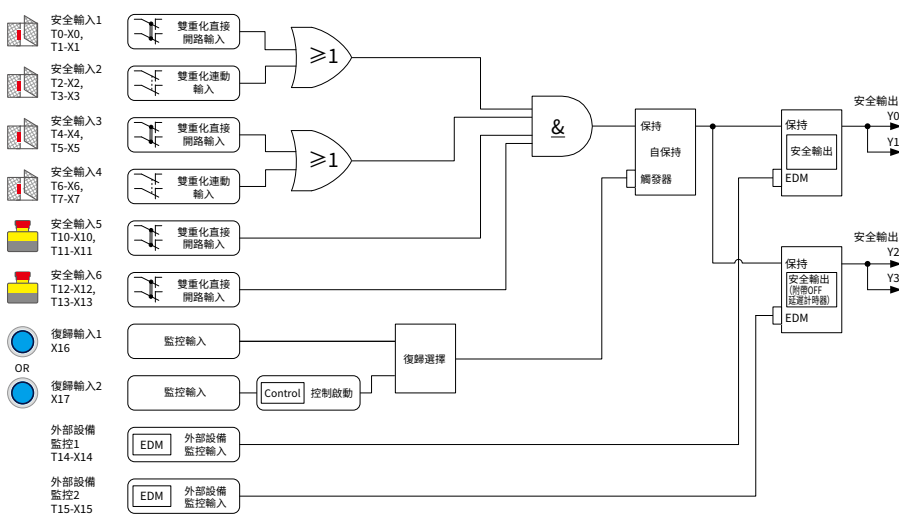 安全輸入1
T0-X0,
T1-X1
雙重化直接
開路輸入
安全輸入2
T2-X2,
T3-X3
雙重化連動
輸入
≥1
安全輸入3
T4-X4,
T5-X5
雙重化直接
開路輸入
安全輸入4
T6-X6,
T7-X7
雙重化連動
輸入
≥1
安全輸入5
T10-X10,
T11-X11
雙重化直接
開路輸入
安全輸入6
T12-X12,
T13-X13
雙重化直接
開路輸入
&
保持
自保持
觸發器
保持
安全輸出
EDM
安全輸出
Y0
Y1
保持
安全輸出
(附帶OFF
延遲計時器)
EDM
安全輸出
Y2
Y3
復歸輸入1
X16
監控輸入
OR
復歸輸入2
X17
監控輸入
Control 控制啟動
復歸選擇
外部設備
監控1
T14-X14
EDM
外部設備
監控輸入
外部設備
監控2
T15-X15
EDM
外部設備
監控輸入